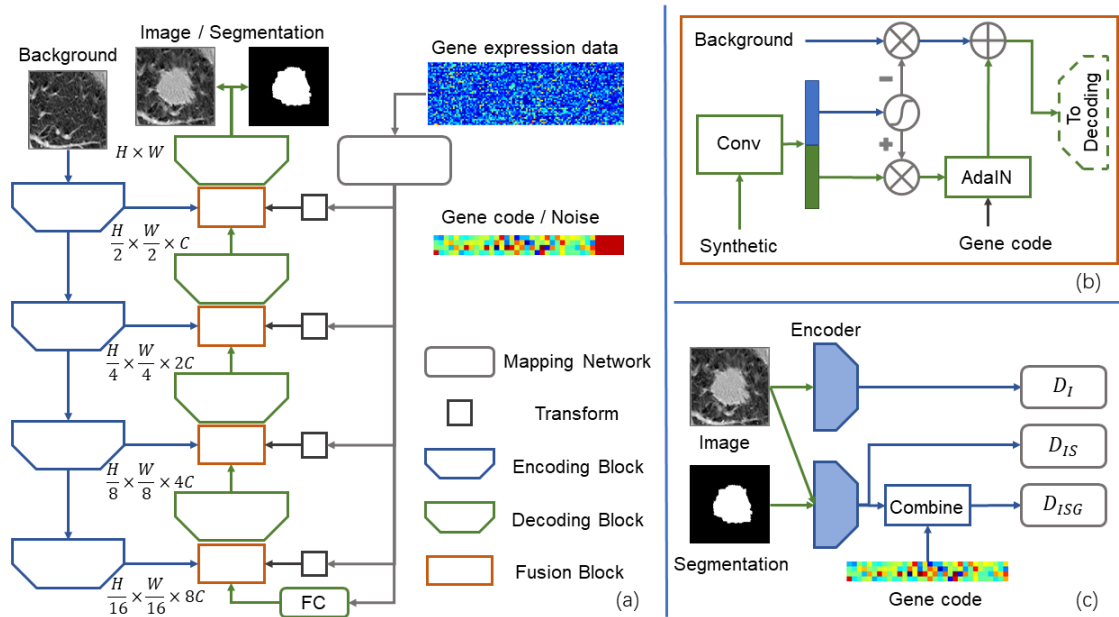 Image / Segmentation
Background
Gene expression data
H × W
H/2 × W/2 × C
Gene code / Noise
H/4 × W/4 × 2C
H/8 × W/8 × 4C
H/16 × W/16 × 8C
FC
Mapping Network
Transform
Encoding Block
Decoding Block
Fusion Block
(a)
Background
−
+
Conv
AdaIN
To
Decoding
Synthetic
Gene code
(b)
Encoder
Image
Segmentation
Combine
D_I
D_IS
D_ISG
Gene code
(c)